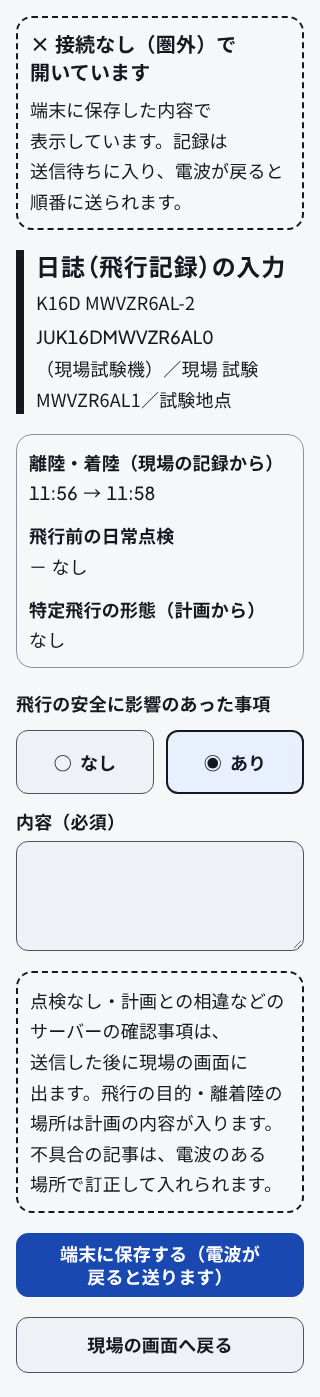 × 接続なし（圏外）で
開いています
端末に保存した内容で
表示しています。記録は
送信待ちに入り、電波が戻ると
順番に送られます。
日誌（飛行記録）の入力
K16D MWVZR6AL-2
JUK16DMWVZR6AL0
（現場試験機）／現場 試験
MWVZR6AL1／試験地点
離陸・着陸（現場の記録から）
11:56 → 11:58
飛行前の日常点検
－ なし
特定飛行の形態（計画から）
なし
飛行の安全に影響のあった事項
○ なし
◉ あり
内容（必須）
点検なし・計画との相違などの
サーバーの確認事項は、
送信した後に現場の画面に
出ます。飛行の目的・離着陸の
場所は計画の内容が入ります。
不具合の記事は、電波のある
場所で訂正して入れられます。
端末に保存する（電波が
戻ると送ります）
現場の画面へ戻る